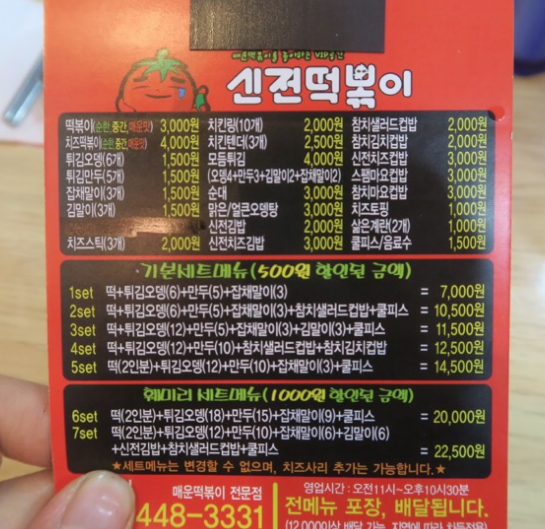 신전떡볶이
떡볶이(순한,중간,매운맛) 3,000원 치킨링(10개) 2,000원 참치샐러드컵밥 2,000원
치즈떡볶이(순한,중간,매운맛) 4,000원 치킨텐더(3개) 2,500원 참치김치컵밥 2,000원
튀김오뎅(6개) 1,500원 모듬튀김 4,000원 신전치즈컵밥 3,000원
튀김만두(5개) 1,500원 (오뎅4+만두3+김말이2+잡채말이2) 스팸마요컵밥 3,000원
잡채말이(3개) 1,500원 순대 3,000원 참치마요컵밥 3,000원
김말이(3개) 1,500원 맑은/얼큰오뎅탕 3,000원 치즈토핑 1,000원
신전김밥 2,000원 삶은계란(2개) 1,000원
치즈스틱(3개) 2,000원 신전치즈김밥 3,000원 쿨피스/음료수 1,500원
기본세트메뉴(500원 할인된 금액)
1set 떡+튀김오뎅(6)+만두(5)+잡채말이(3) = 7,000원
2set 떡+튀김오뎅(6)+만두(5)+잡채말이(3)+참치샐러드컵밥+쿨피스 = 10,500원
3set 떡+튀김오뎅(12)+만두(5)+잡채말이(3)+김말이(3)+쿨피스 = 11,500원
4set 떡+튀김오뎅(12)+만두(10)+참치샐러드컵밥+참치김치컵밥 = 12,500원
5set 떡(2인분)+튀김오뎅(12)+만두(10)+잡채말이(3)+쿨피스 = 14,500원
훼미리 세트메뉴(1000원 할인된 금액)
6set 떡(2인분)+튀김오뎅(18)+만두(15)+잡채말이(9)+쿨피스 = 20,000원
7set 떡(2인분)+튀김오뎅(12)+만두(10)+잡채말이(6)+김말이(6)
+신전김밥+참치샐러드컵밥+쿨피스 = 22,500원
★세트메뉴는 변경할 수 없으며, 치즈사리 추가는 가능합니다.★
매운떡볶이 전문점 영업시간 : 오전11시~오후10시30분
448-3331 전메뉴 포장, 배달됩니다.